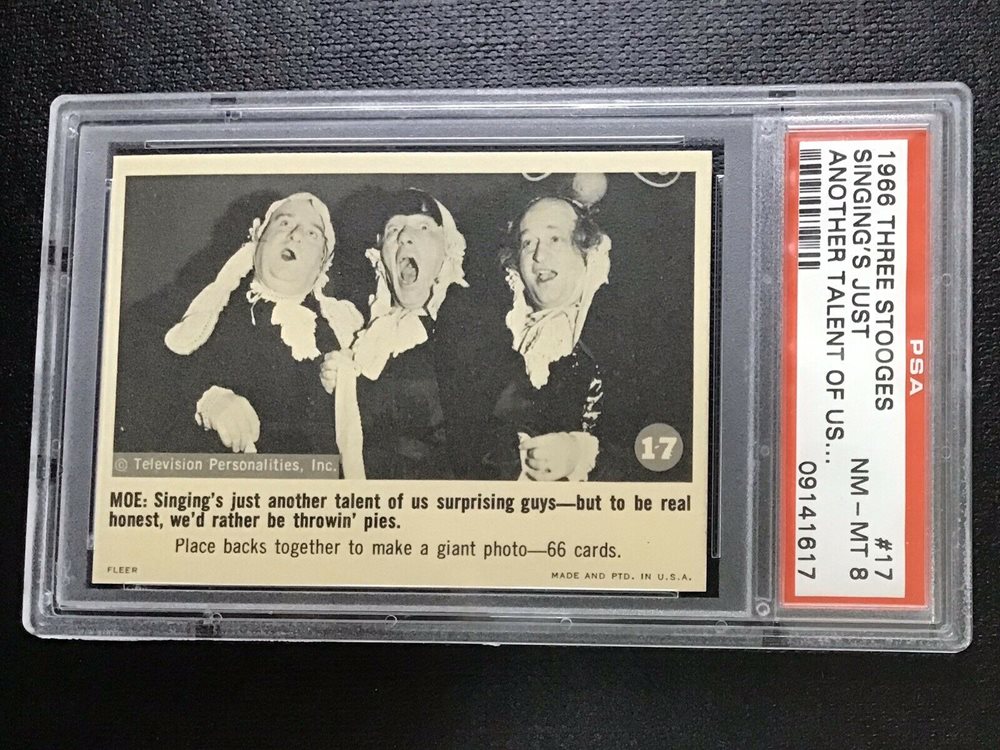 17
© Television Personalities, Inc.
MOE: Singing's just another talent of us surprising guys—but to be real
honest, we'd rather be throwin' pies.
Place backs together to make a giant photo—66 cards.
FLEER
MADE AND PTD. IN U.S.A.
PSA
1966 THREE STOOGES #17
SINGING'S JUST NM - MT 8
ANOTHER TALENT OF US... 09141617